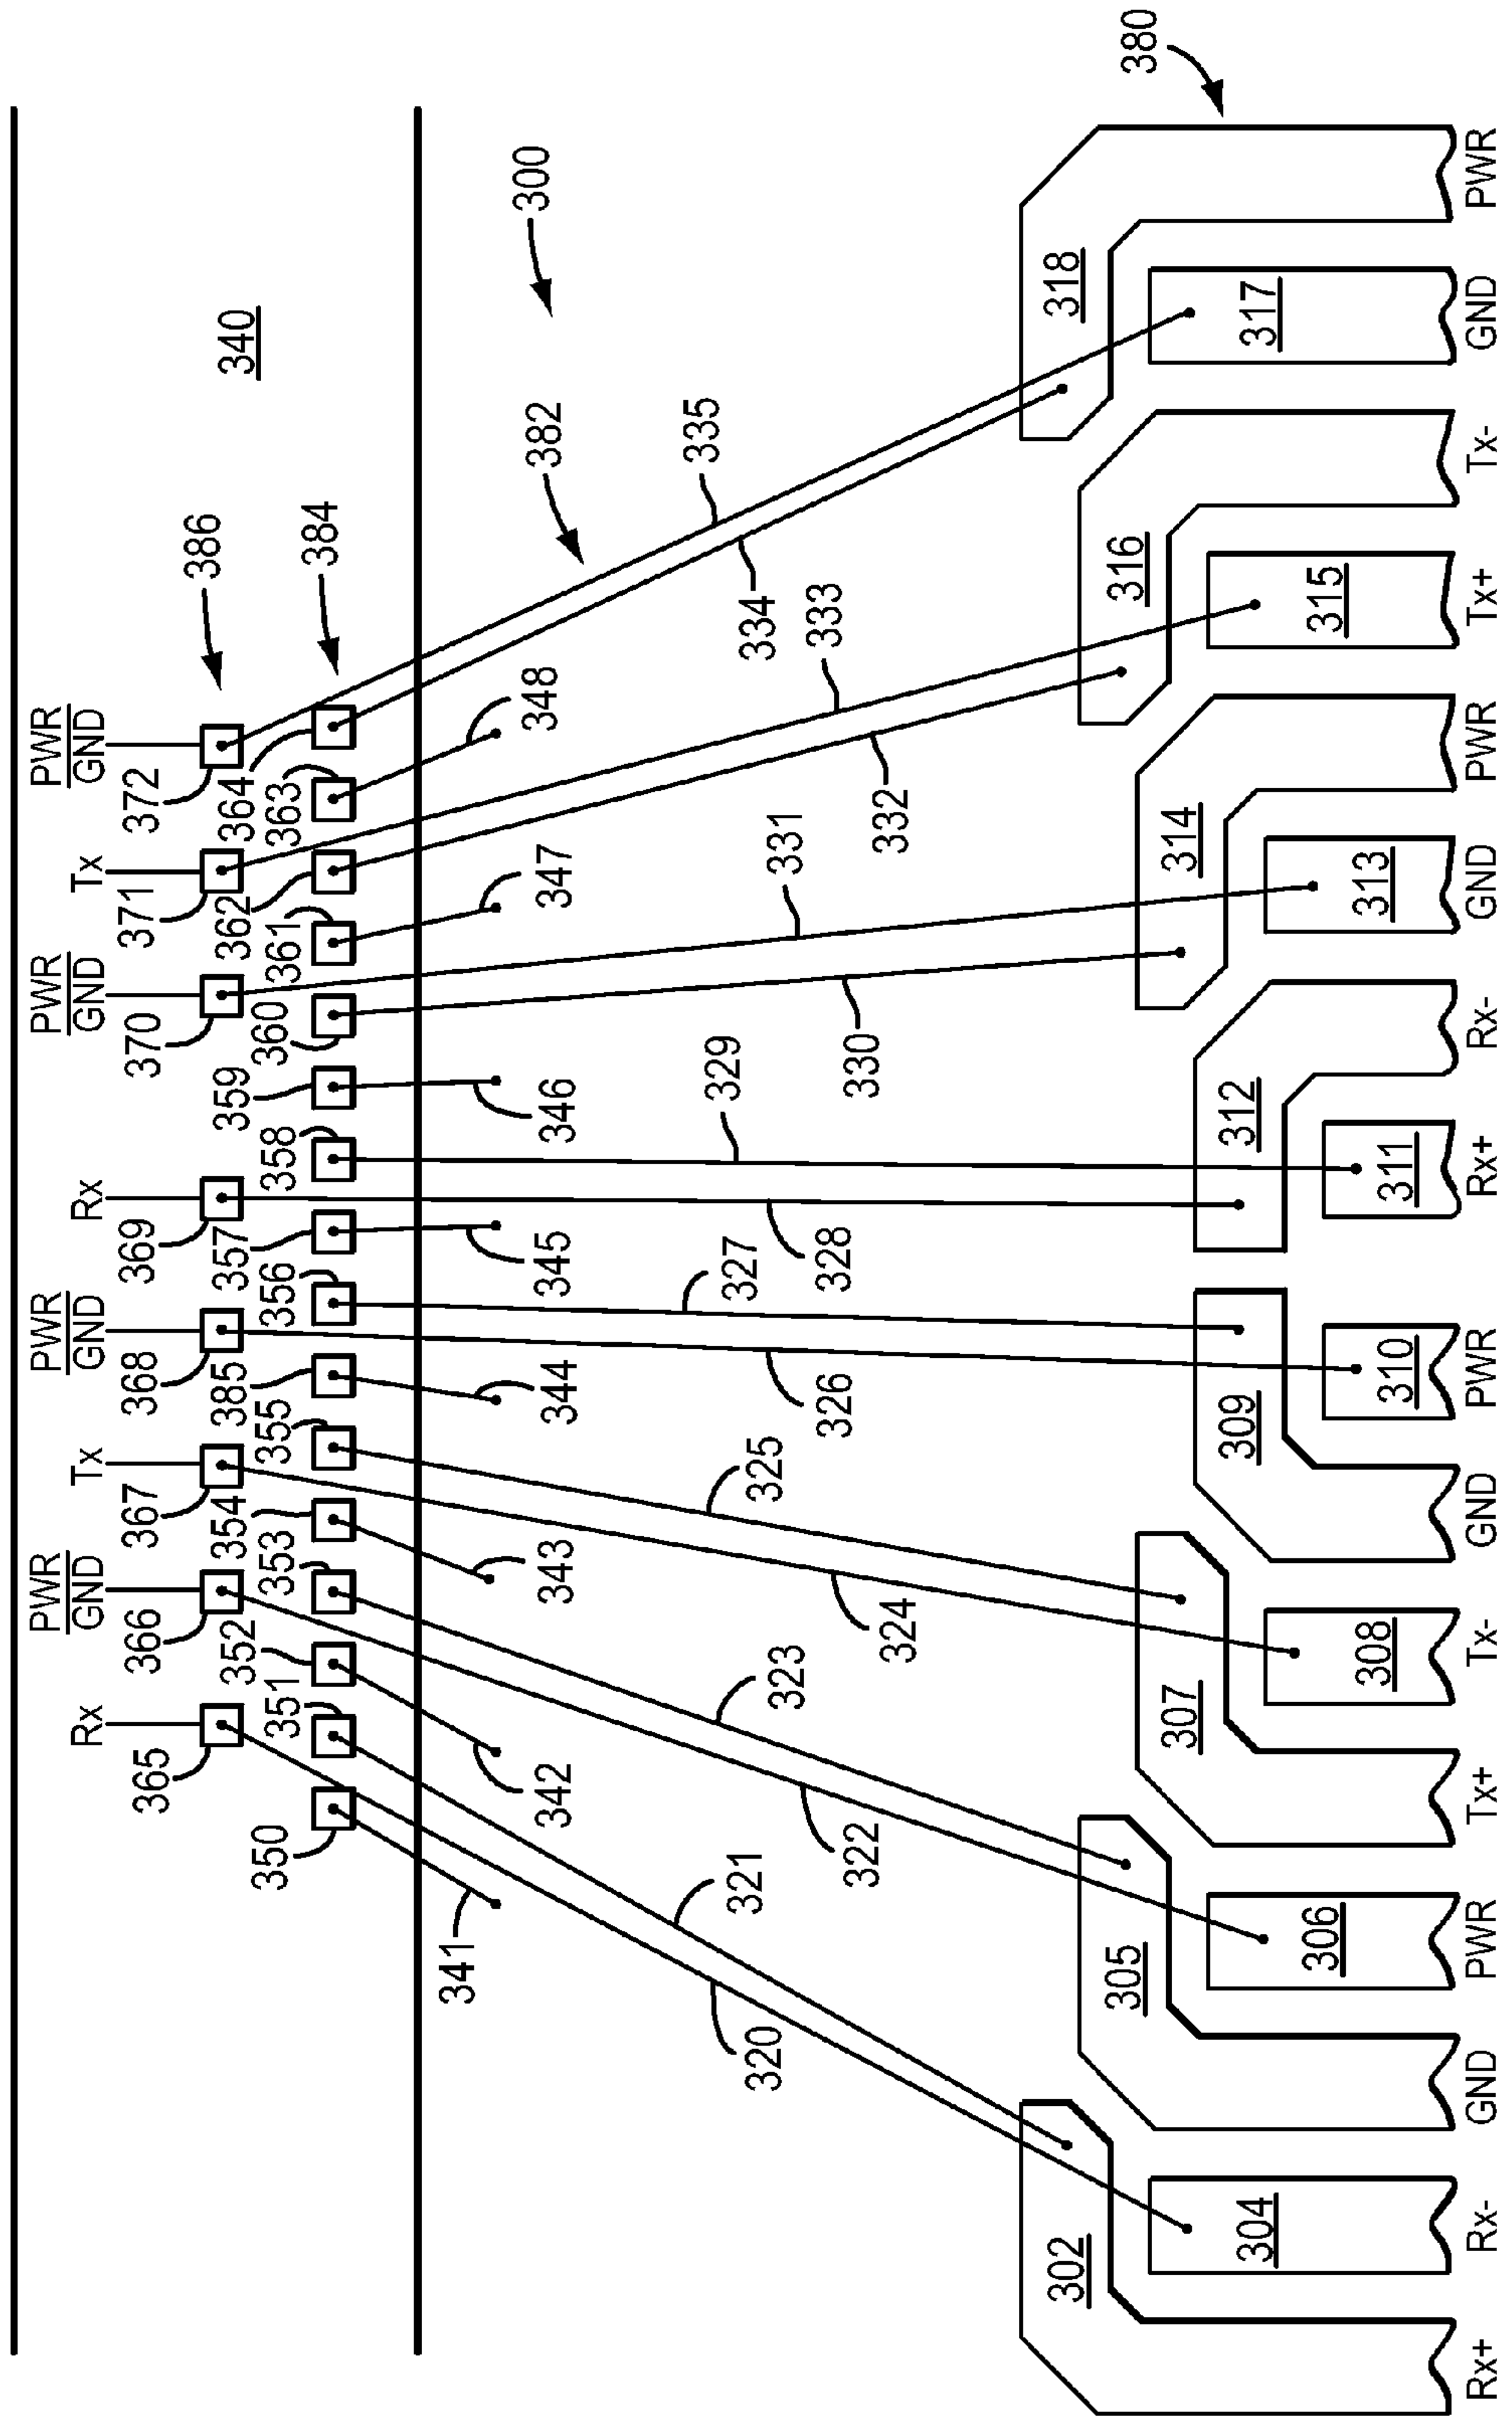 340
300
380
386
384
382
PWR
GND
Rx
PWR
GND
Tx
PWR
GND
Rx
PWR
GND
Tx
PWR
GND
365
366
367
368
369
370
371
372
350
351
352
353
354
355
385
356
357
358
359
360
361
362
363
364
341
342
343
344
345
346
347
348
320
321
322
323
324
325
326
327
328
329
330
331
332
333
334
335
302
304
305
306
307
308
309
310
311
312
313
314
315
316
317
318
Rx+
Rx-
GND
PWR
Tx+
Tx-
GND
PWR
Rx+
Rx-
GND
PWR
Tx+
Tx-
GND
PWR